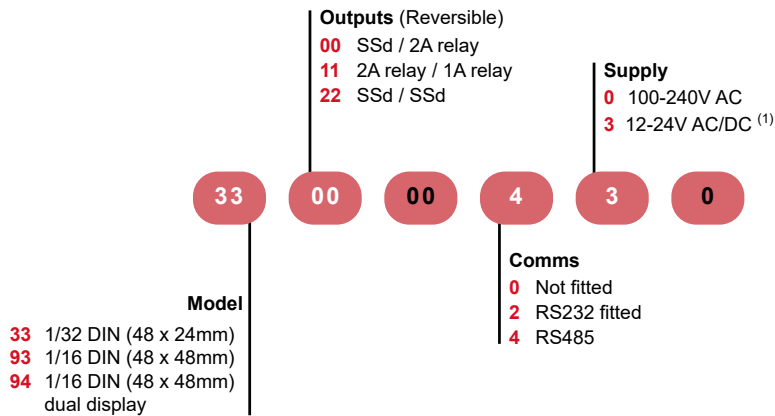 Outputs (Reversible)
00 SSd / 2A relay
11 2A relay / 1A relay
22 SSd / SSd
Supply
0 100-240V AC
3 12-24V AC/DC (1)
33 00 00 4 3 0
Comms
0 Not fitted
2 RS232 fitted
4 RS485
Model
33 1/32 DIN (48 x 24mm)
93 1/16 DIN (48 x 48mm)
94 1/16 DIN (48 x 48mm)
dual display